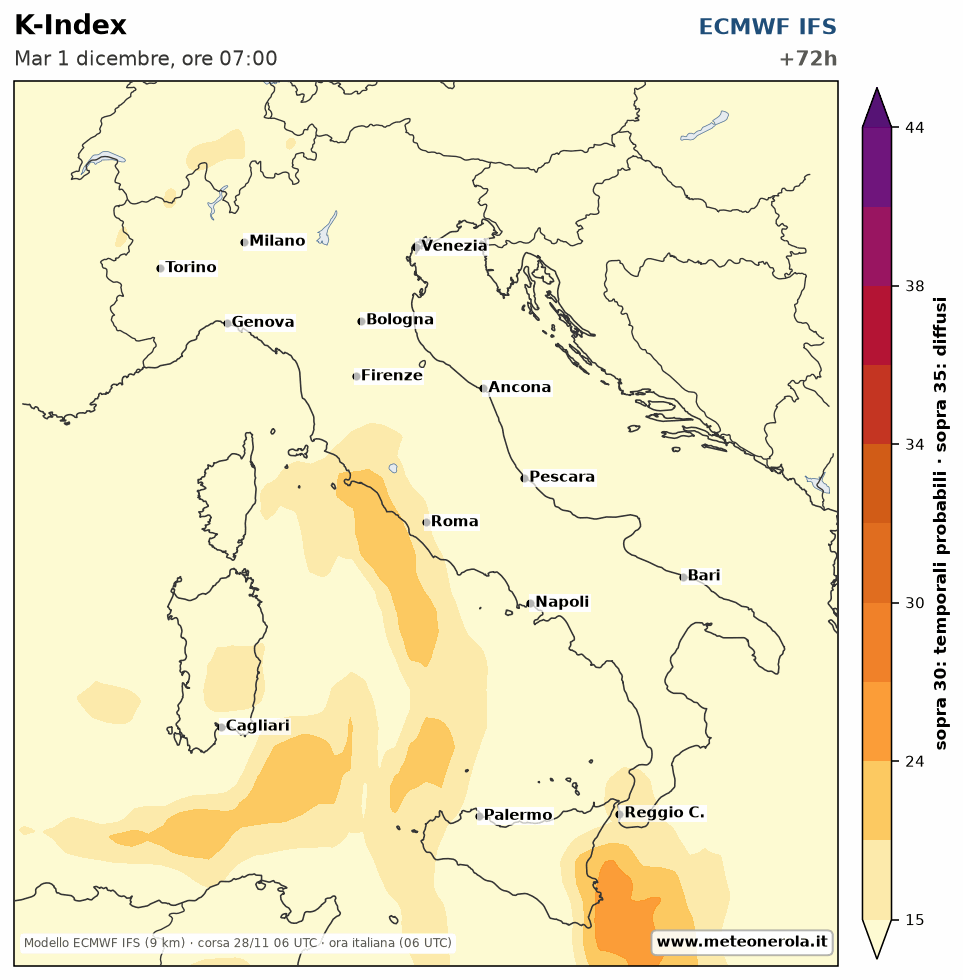 K-Index
ECMWF IFS
Mar 1 dicembre, ore 07:00
+72h
Milano
Venezia
Torino
Genova
Bologna
Firenze
Ancona
Pescara
Roma
Bari
Napoli
Cagliari
Palermo
Reggio C.
44
38
34
30
24
15
sopra 30: temporali probabili · sopra 35: diffusi
Modello ECMWF IFS (9 km) · corsa 28/11 06 UTC · ora italiana (06 UTC)
www.meteonerola.it